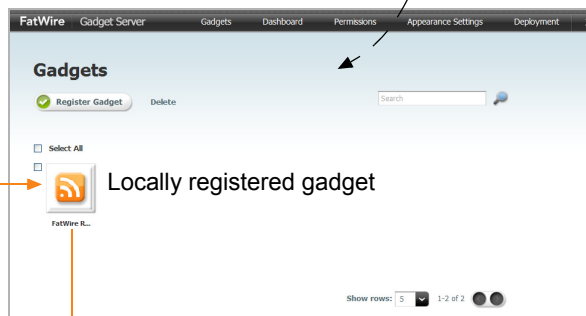 FatWire Gadget Server Gadgets Dashboard Permissions Appearance Settings Deployment
Gadgets
Register Gadget Delete Search
Select All
Locally registered gadget
FatWire R...
Show rows: 5 1-2 of 2